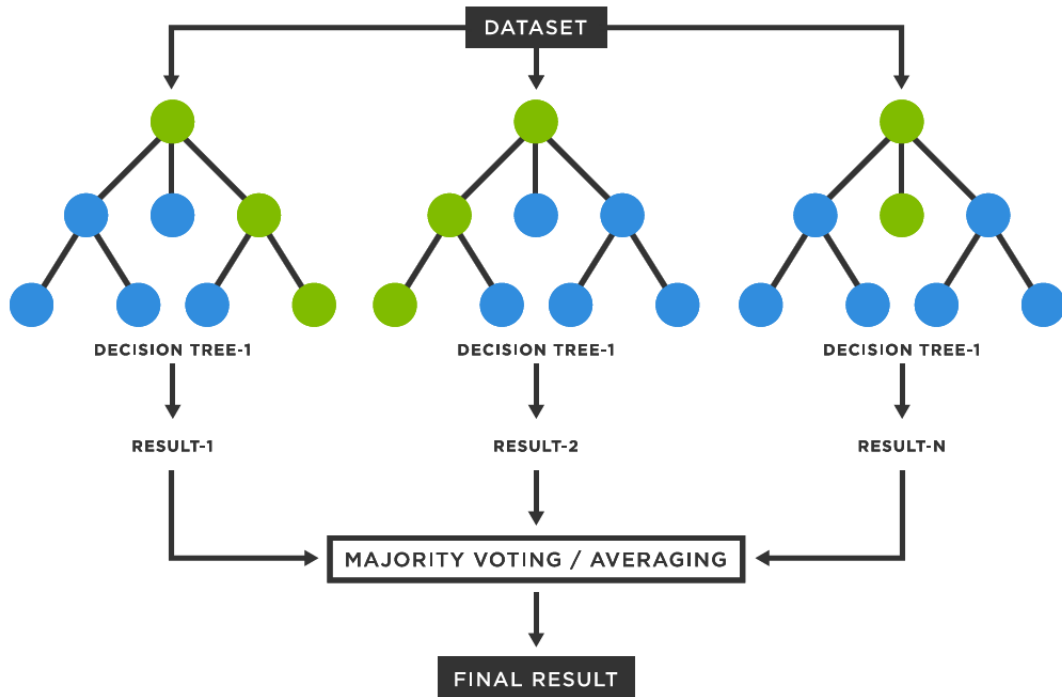 DATASET
DECISION TREE-1
DECISION TREE-1
DECISION TREE-1
RESULT-1
RESULT-2
RESULT-N
MAJORITY VOTING / AVERAGING
FINAL RESULT